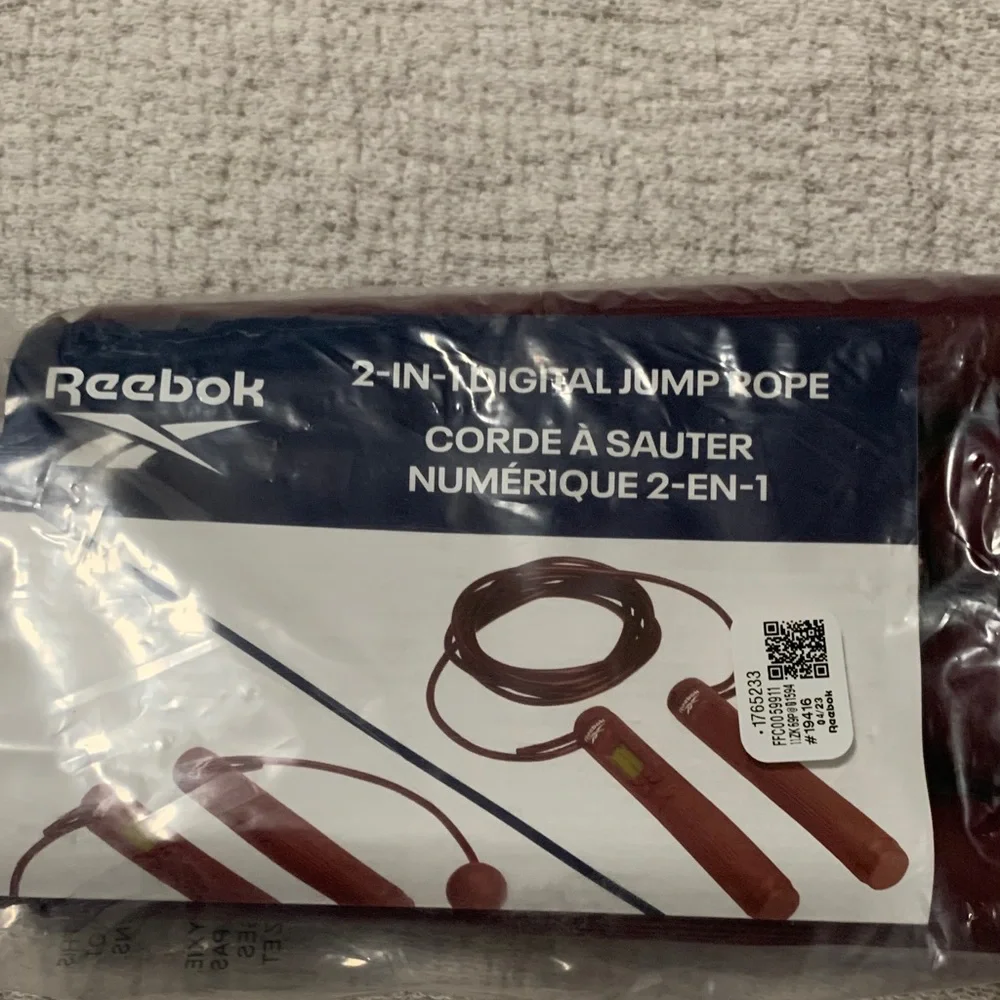 Reebok
2-IN-1 DIGITAL JUMP ROPE
CORDE À SAUTER
NUMÉRIQUE 2-EN-1
1765233
FFC0059911
#19416
04/23
Reebok